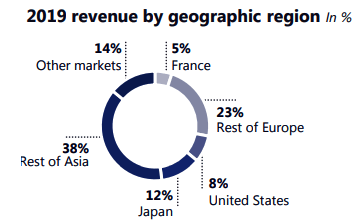 2019 revenue by geographic region In %
14%
Other markets
5%
France
23%
Rest of Europe
8%
United States
12%
Japan
38%
Rest of Asia